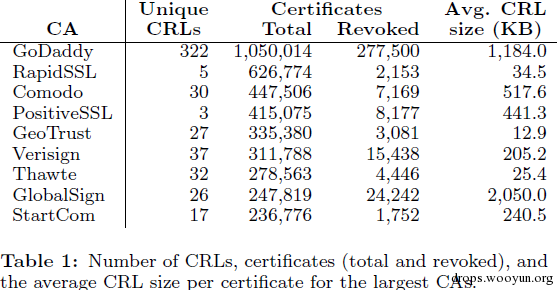 Unique Certificates Avg. CRL
CA CRLs Total Revoked size (KB)
GoDaddy 322 1,050,014 277,500 1,184.0
RapidSSL 5 626,774 2,153 34.5
Comodo 30 447,506 7,169 517.6
PositiveSSL 3 415,075 8,177 441.3
GeoTrust 27 335,380 3,081 12.9
Verisign 37 311,788 15,438 205.2
Thawte 32 278,563 4,446 25.4
GlobalSign 26 247,819 24,242 2,050.0
StartCom 17 236,776 1,752 240.5
Table 1: Number of CRLs, certificates (total and revoked), and
the average CRL size per certificate for the largest CAs.
drops.wooyun.org